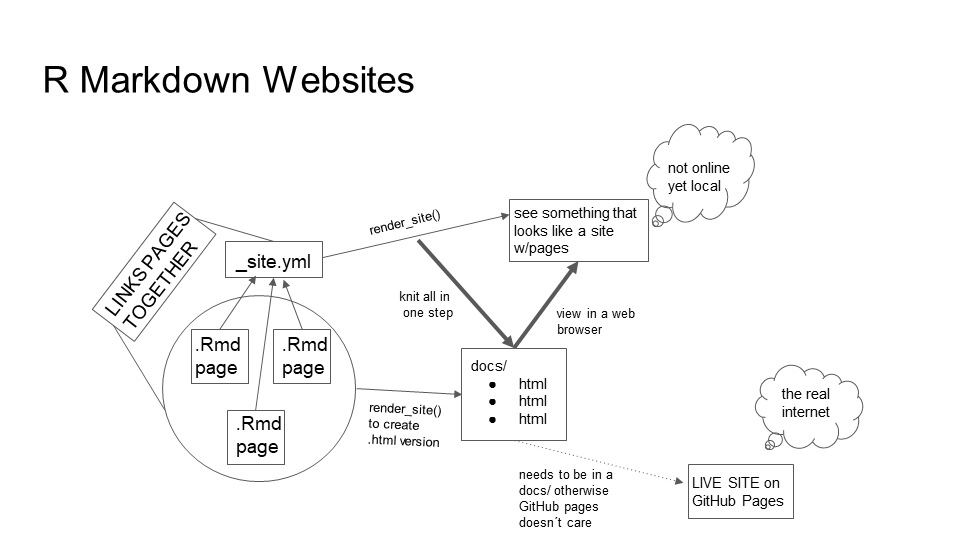 R Markdown Websites
not online
yet local
render_site()
see something that
looks like a site
w/pages
LINKS PAGES
TOGETHER
_site.yml
knit all in
one step
view in a web
browser
.Rmd
page
.Rmd
page
.Rmd
page
docs/
● html
● html
● html
render_site()
to create
.html version
the real
internet
needs to be in a
docs/ otherwise
GitHub pages
doesn´t care
LIVE SITE on
GitHub Pages